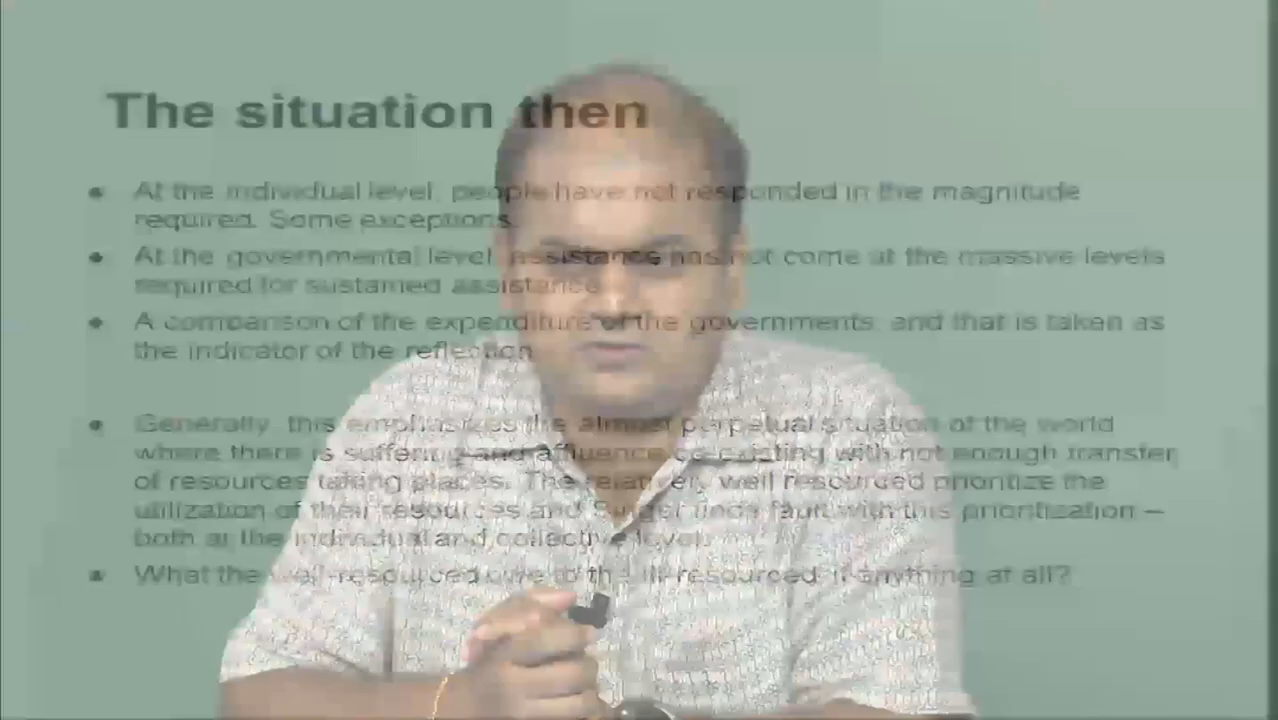 The situation then
At the individual level, people have not responded in the magnitude
required. Some exceptions.
At the governmental level, assistance has not come at the massive levels
required for sustained assistance.
A comparison of the expenditure of the governments, and that is taken as
the indicator of the reflection
Generally, this emphasizes the almost perpetual situation of the world
where there is suffering and affluence co-existing with not enough transfer
of resources taking places. The relatively well resourced prioritize the
utilization of their resources and Singer finds fault with this prioritization –
both at the individual and collective level.
What the well-resourced owe to the ill-resourced, if anything at all?